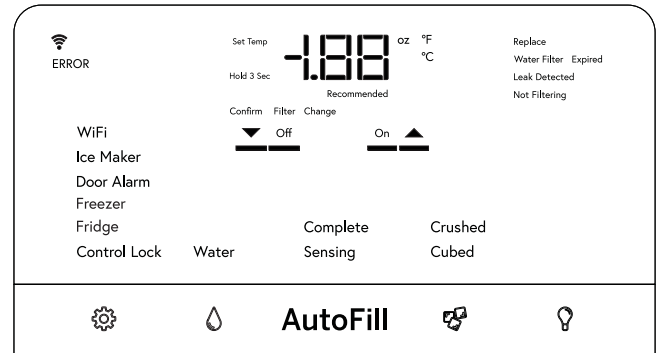 ERROR
Set Temp
Hold 3 Sec
-1.88
oz °F
°C
Recommended
Replace
Water Filter Expired
Leak Detected
Not Filtering
Confirm Filter Change
Off On
WiFi
Ice Maker
Door Alarm
Freezer
Fridge
Control Lock
Water
Complete
Sensing
Crushed
Cubed
AutoFill